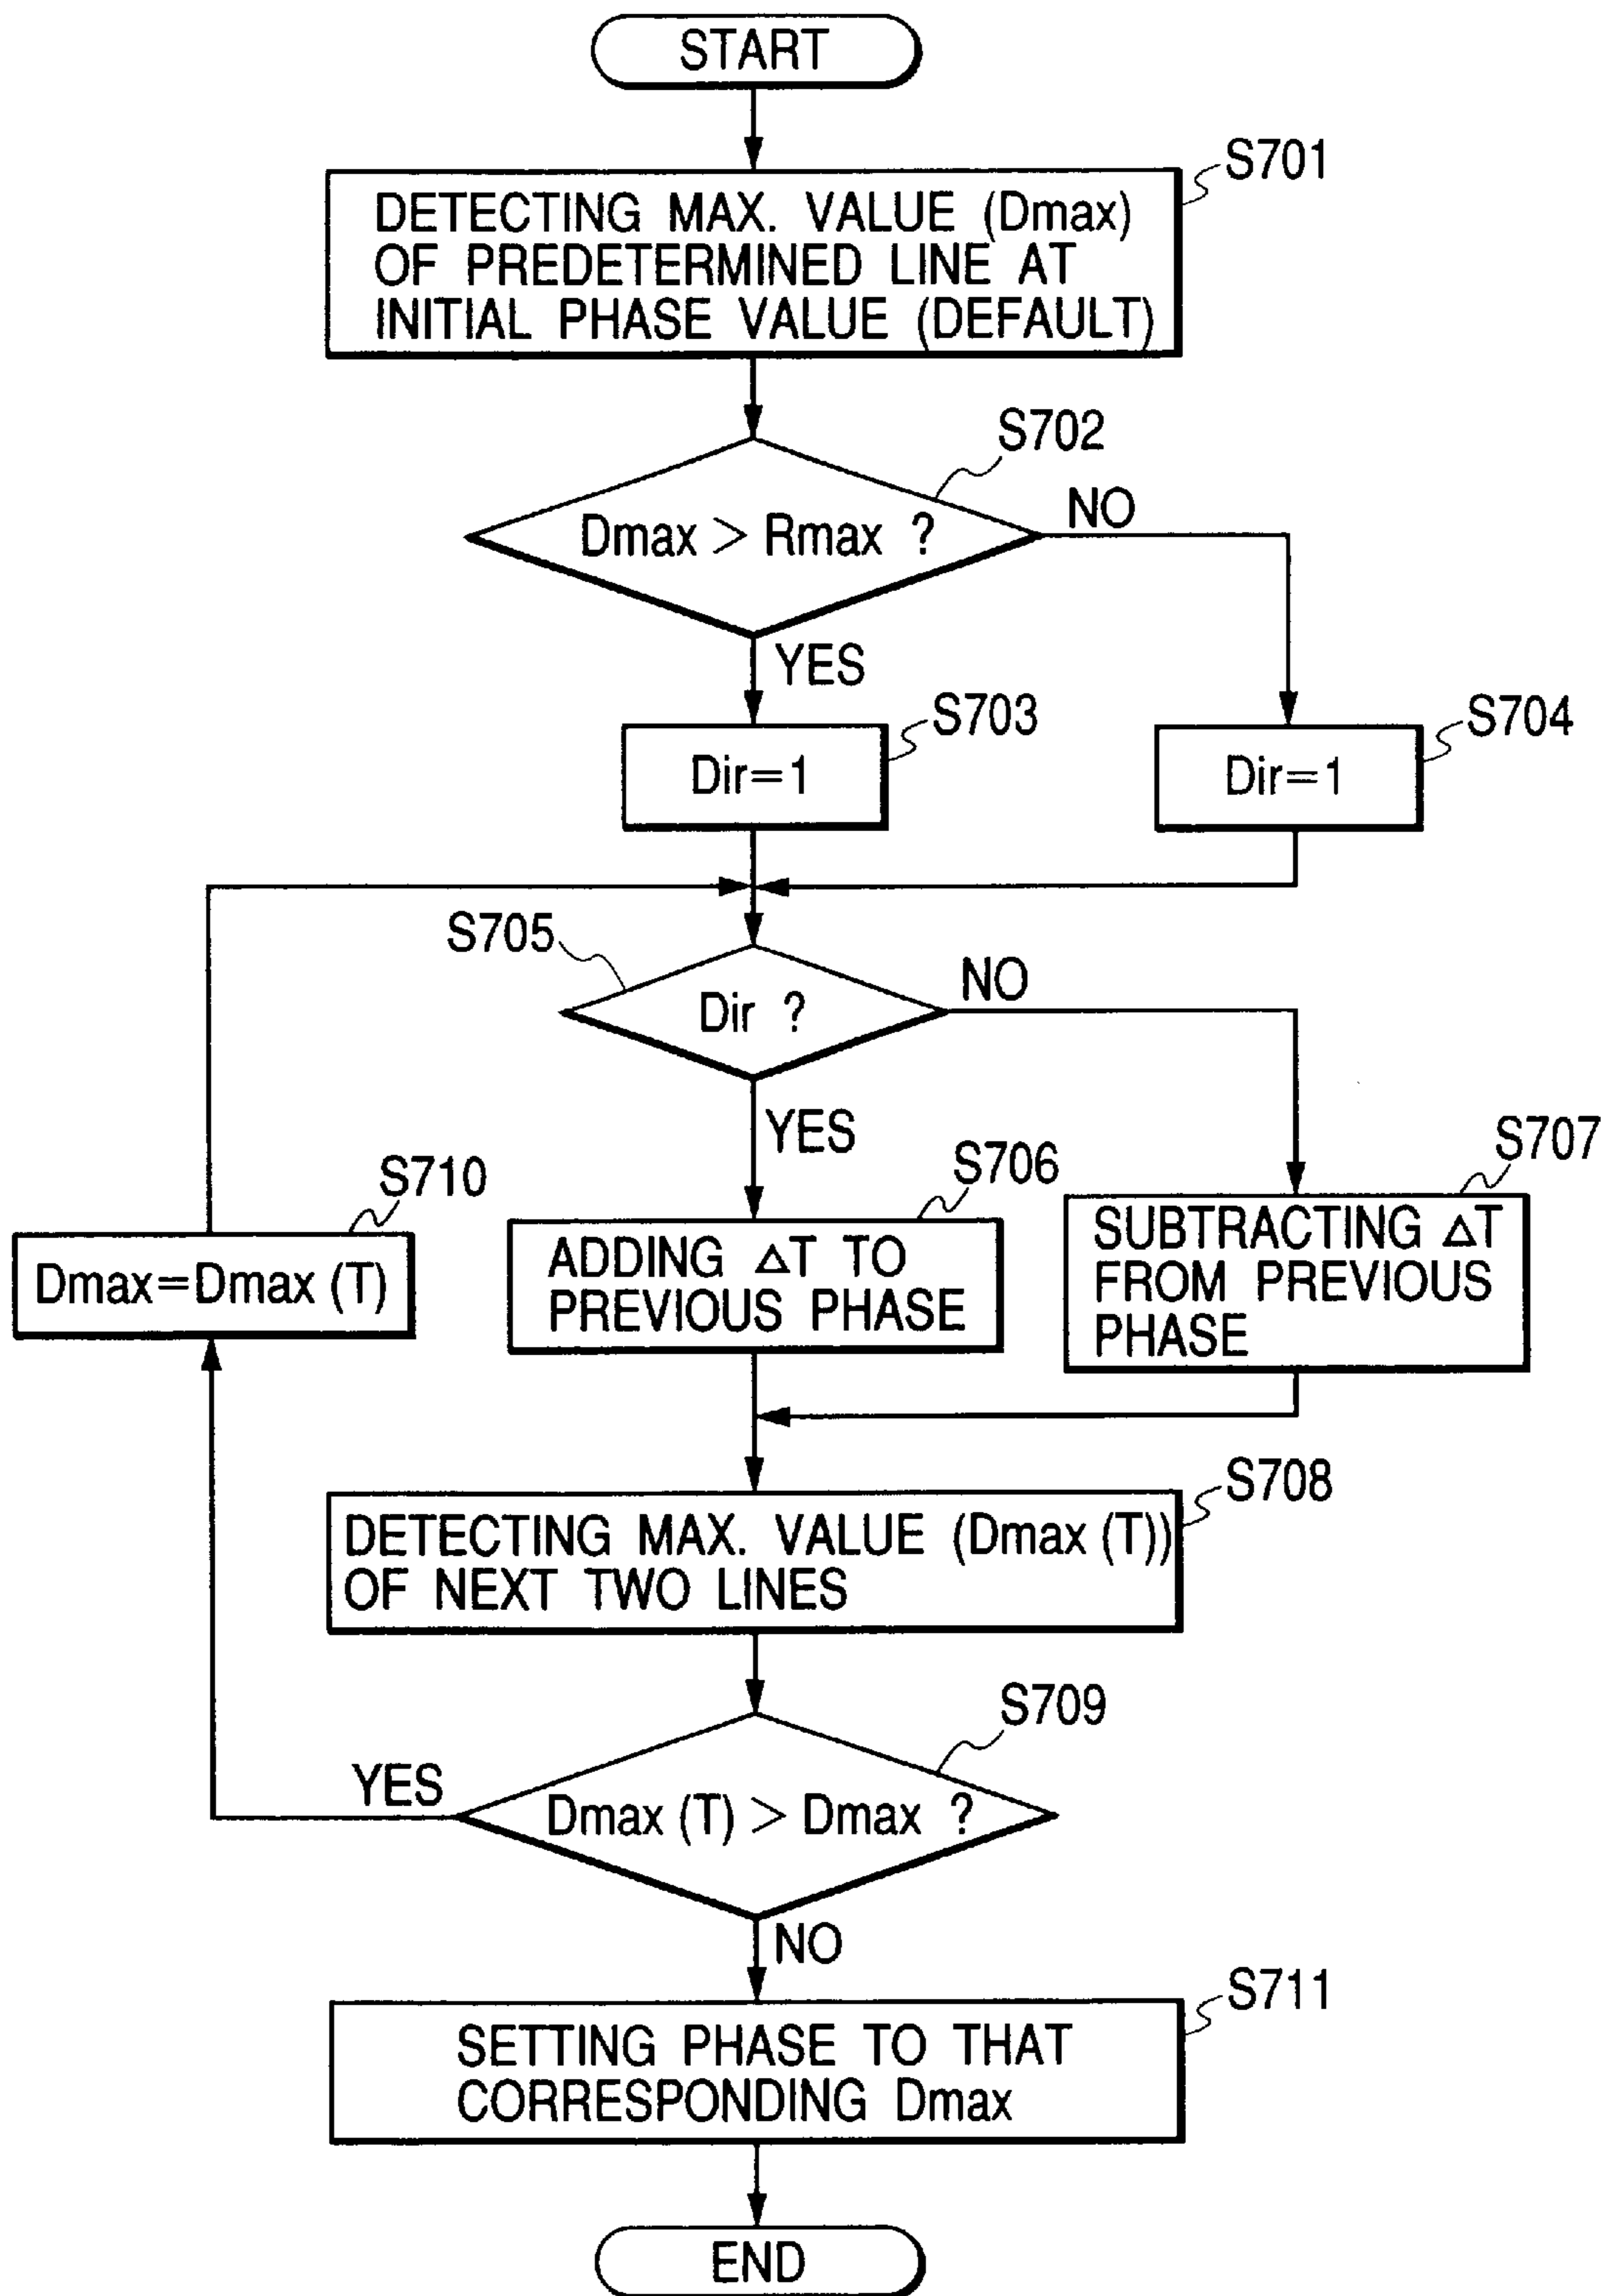 START
S701
DETECTING MAX. VALUE (Dmax)
OF PREDETERMINED LINE AT
INITIAL PHASE VALUE (DEFAULT)
S702
Dmax > Rmax ?
NO
YES
S703
Dir=1
S704
Dir=1
S705
Dir ?
NO
YES
S706
ADDING ΔT TO
PREVIOUS PHASE
S707
SUBTRACTING ΔT
FROM PREVIOUS
PHASE
S710
Dmax=Dmax (T)
S708
DETECTING MAX. VALUE (Dmax (T))
OF NEXT TWO LINES
S709
Dmax (T) > Dmax ?
YES
NO
S711
SETTING PHASE TO THAT
CORRESPONDING Dmax
END